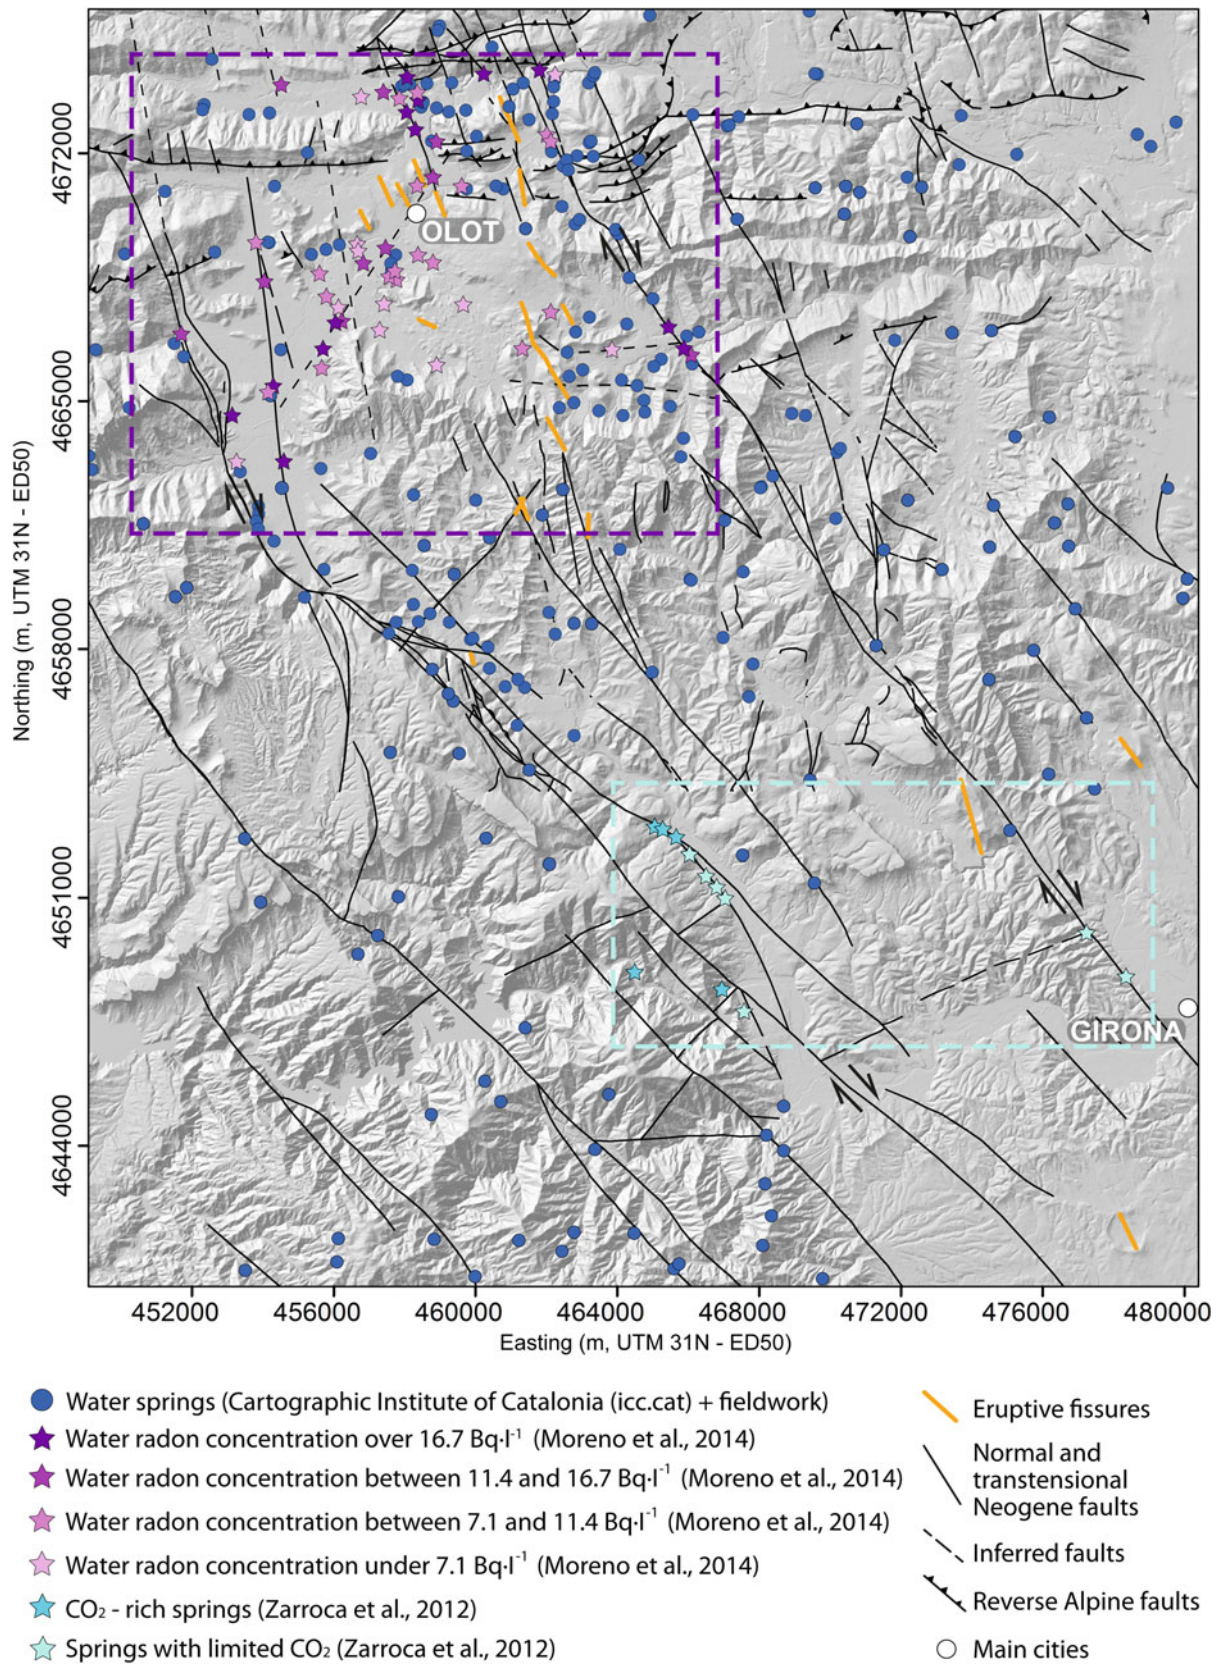 4672000
OLOT
4665000
Northing (m, UTM 31N - ED50)
4658000
4651000
GIRONA
4644000
452000 456000 460000 464000 468000 472000 476000 480000
Easting (m, UTM 31N - ED50)
Water springs (Cartographic Institute of Catalonia (icc.cat) + fieldwork)
Water radon concentration over 16.7 Bq·l⁻¹ (Moreno et al., 2014)
Water radon concentration between 11.4 and 16.7 Bq·l⁻¹ (Moreno et al., 2014)
Water radon concentration between 7.1 and 11.4 Bq·l⁻¹ (Moreno et al., 2014)
Water radon concentration under 7.1 Bq·l⁻¹ (Moreno et al., 2014)
CO₂ - rich springs (Zarroca et al., 2012)
Springs with limited CO₂ (Zarroca et al., 2012)
Eruptive fissures
Normal and
transtensional
Neogene faults
Inferred faults
Reverse Alpine faults
Main cities